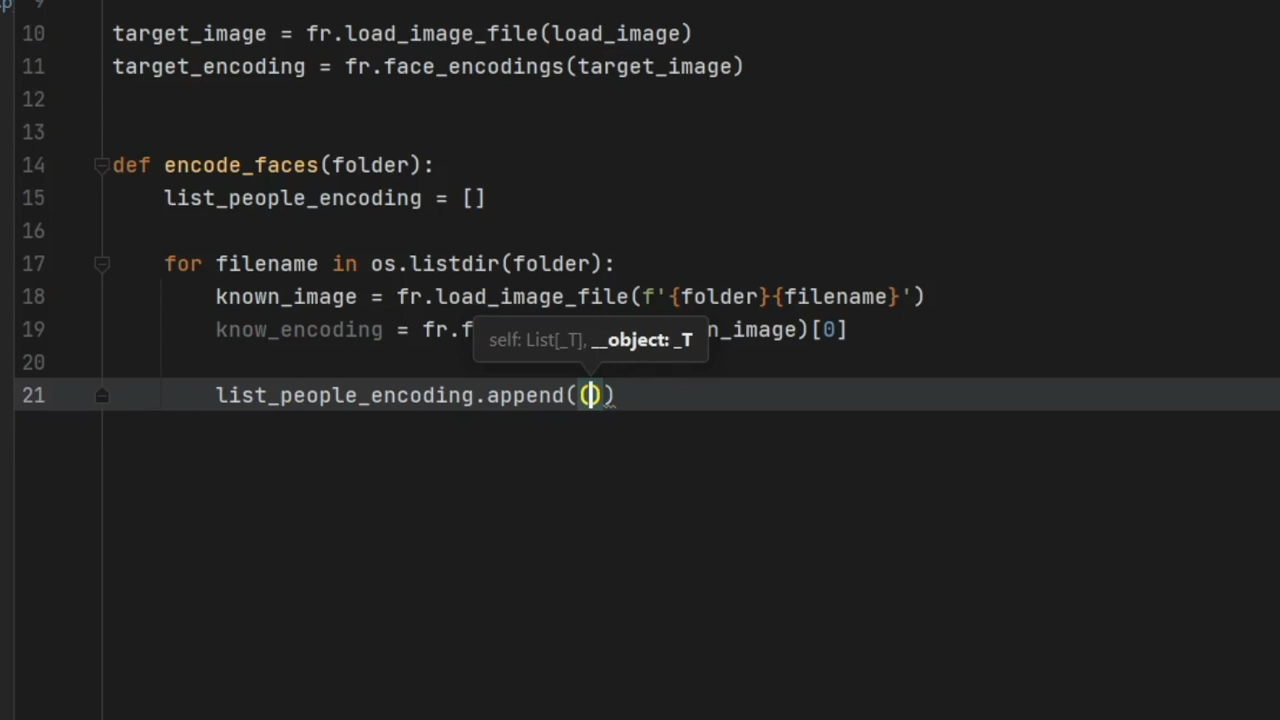 9
10 target_image = fr.load_image_file(load_image)
11 target_encoding = fr.face_encodings(target_image)
12
13
14 def encode_faces(folder):
15 list_people_encoding = []
16
17 for filename in os.listdir(folder):
18 known_image = fr.load_image_file(f'{folder}{filename}')
19 know_encoding = fr.f n_image)[0]
self: List[_T], __object: _T
20
21 list_people_encoding.append(())